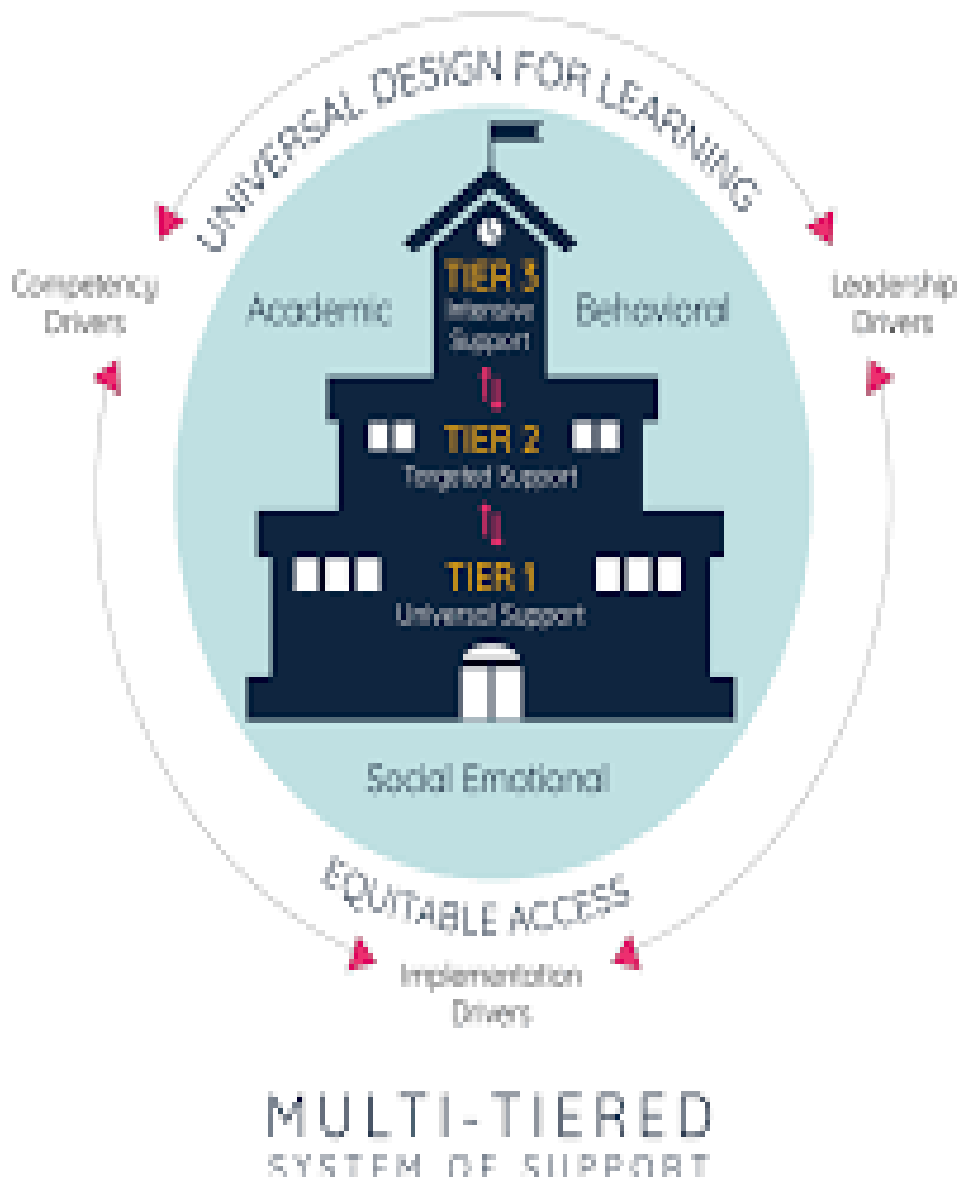 UNIVERSAL DESIGN FOR LEARNING
Competency
Drivers
Leadership
Drivers
Academic
Behavioral
TIER 3
Intensive
Support
TIER 2
Targeted Support
TIER 1
Universal Support
Social Emotional
EQUITABLE ACCESS
Implementation
Drivers
MULTI-TIERED
SYSTEM OF SUPPORT